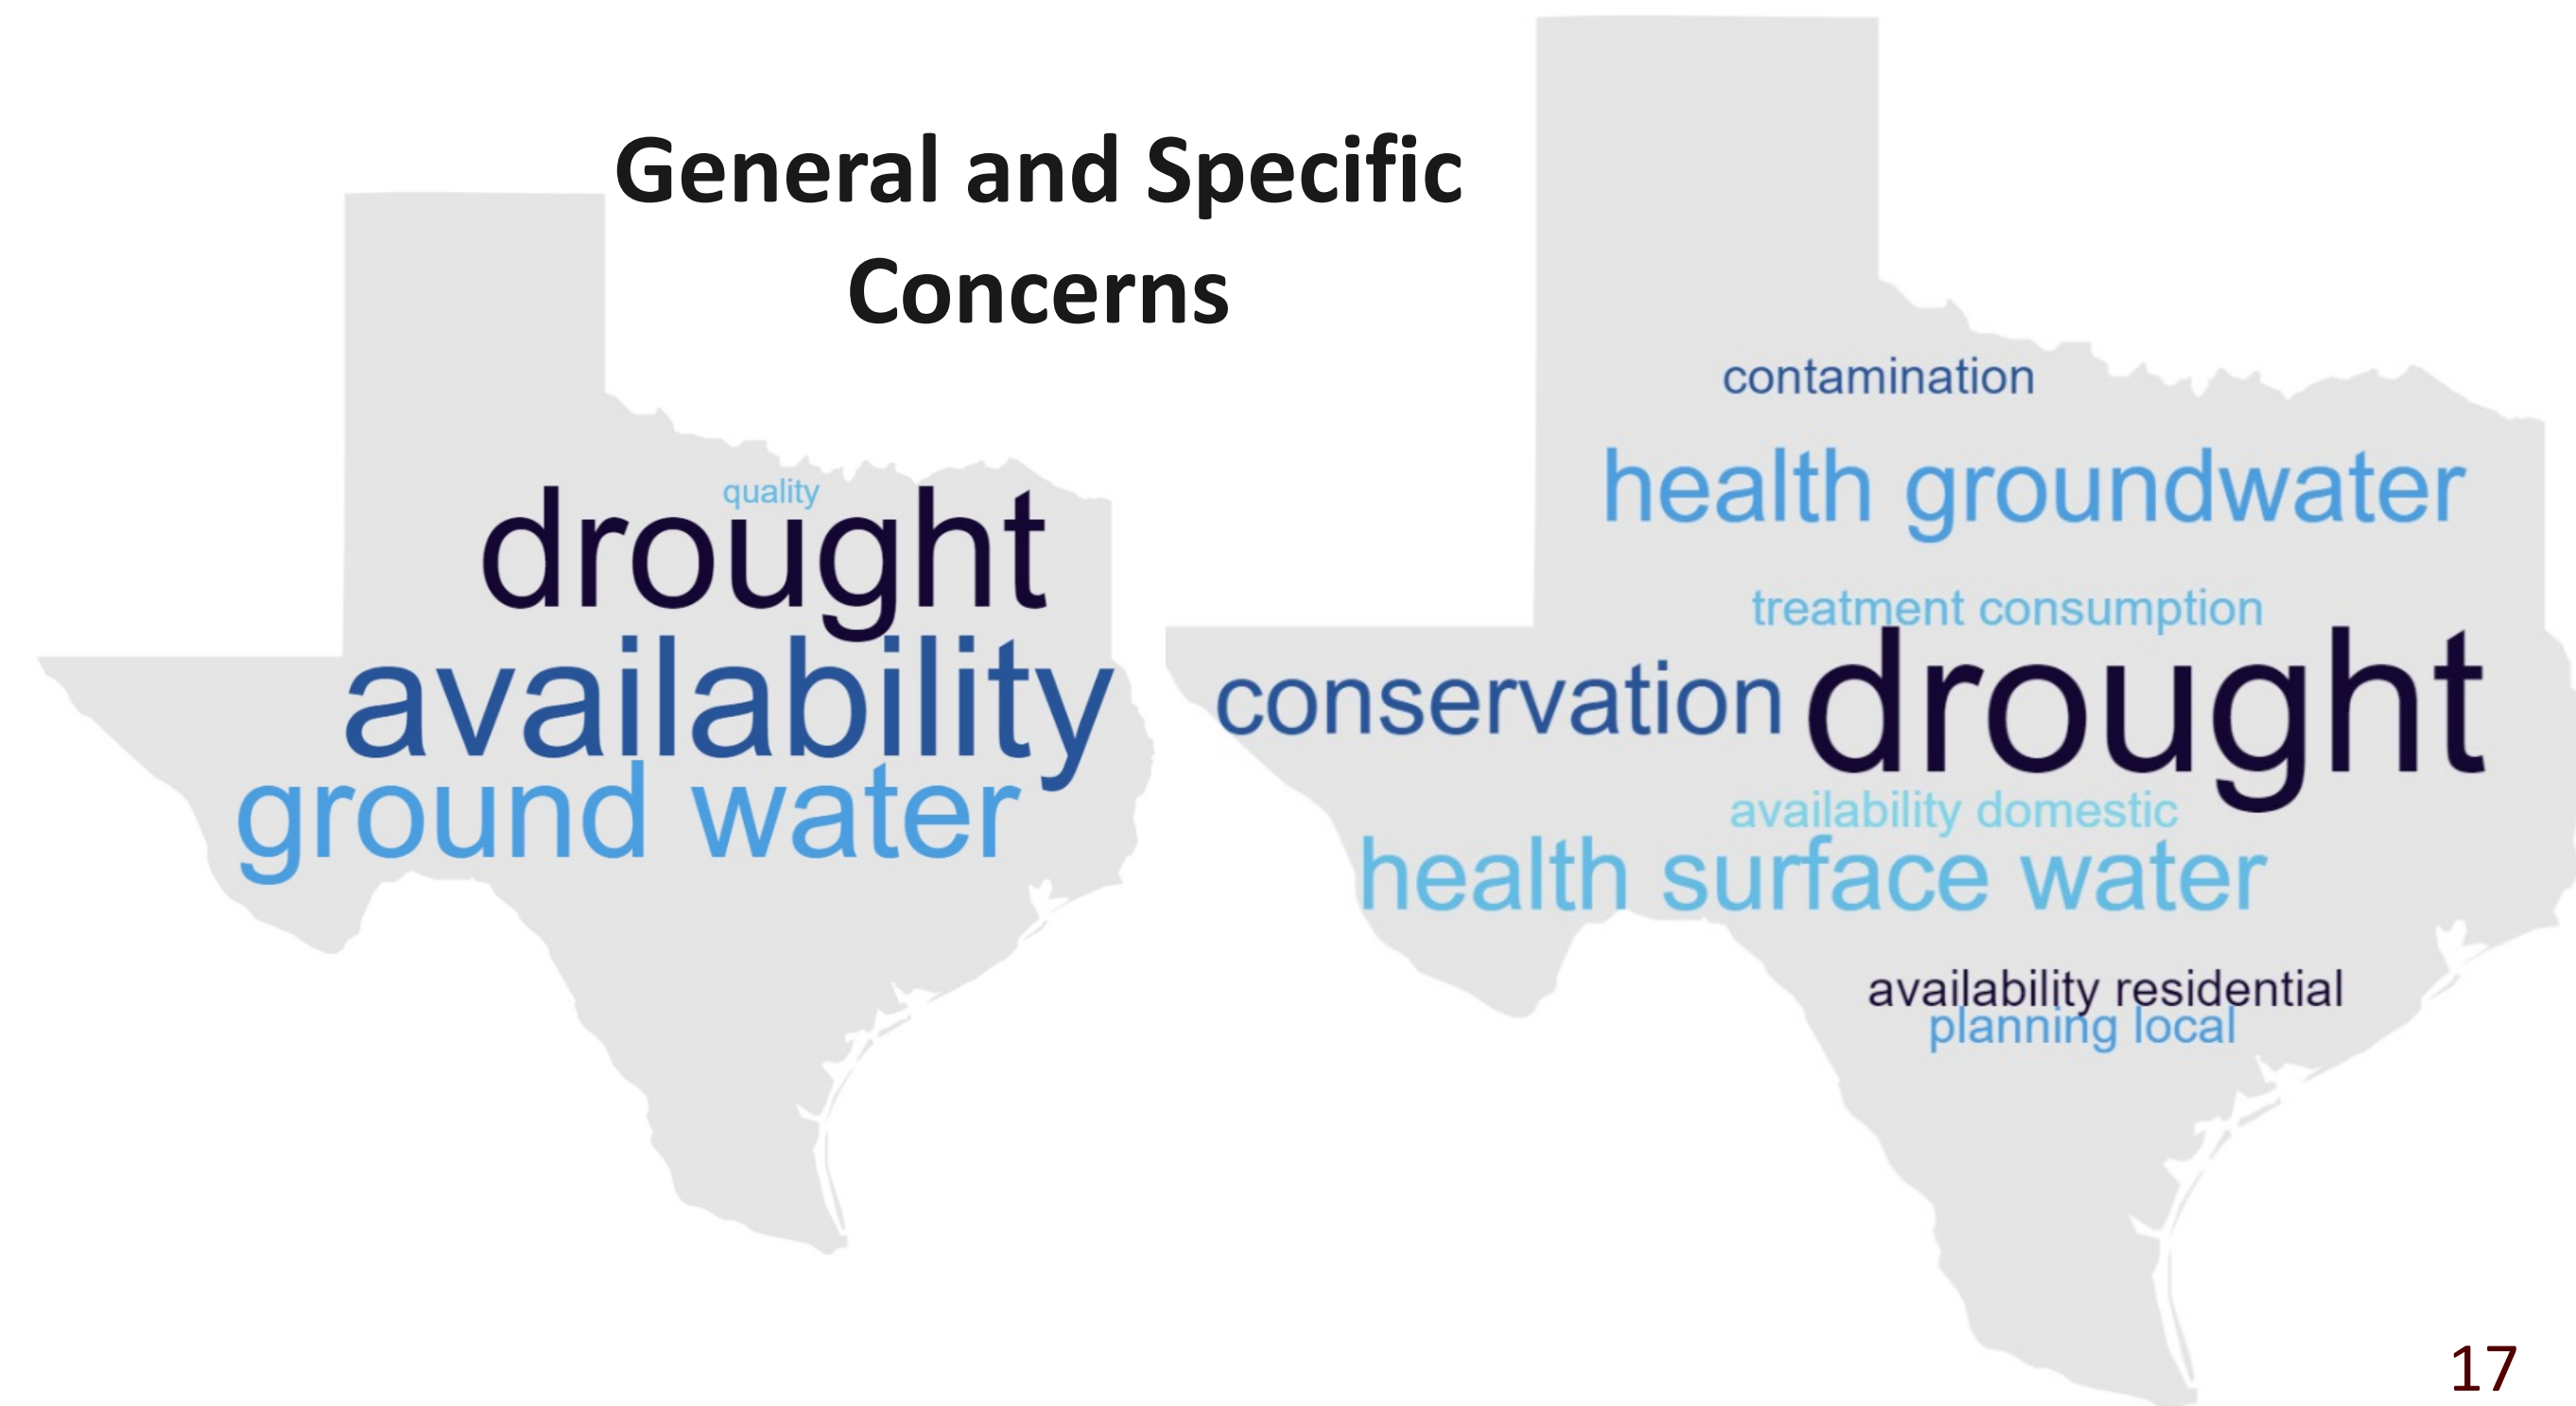 General and Specific
Concerns
quality
drought
availability
ground water
contamination
health groundwater
treatment consumption
conservation drought
availability domestic
health surface water
availability residential
planning local
17